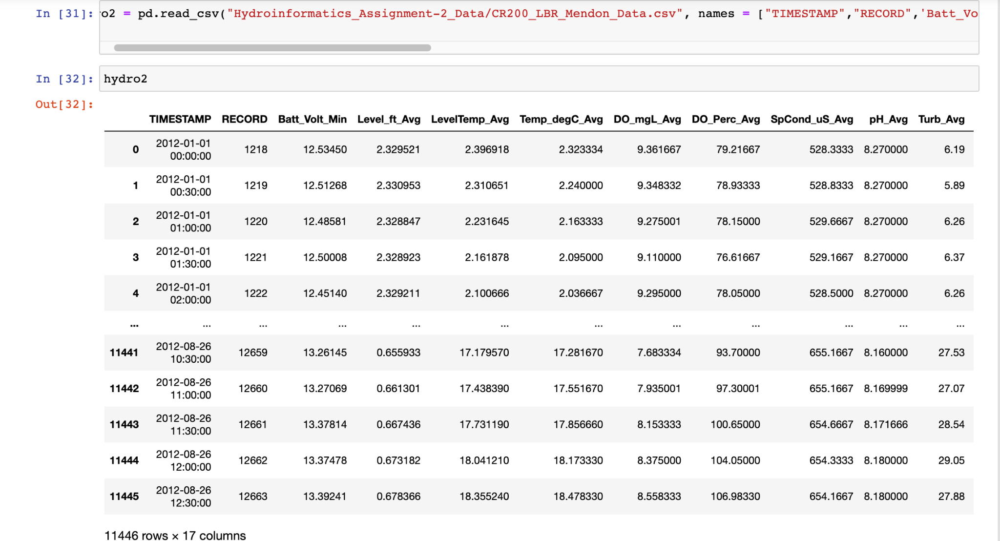 In [31]: ro2 = pd.read_csv("Hydroinformatics_Assignment-2_Data/CR200_LBR_Mendon_Data.csv", names = ["TIMESTAMP","RECORD",'Batt_Vo
In [32]: hydro2
Out[32]:
TIMESTAMP RECORD Batt_Volt_Min Level_ft_Avg LevelTemp_Avg Temp_degC_Avg DO_mgL_Avg DO_Perc_Avg SpCond_uS_Avg pH_Avg Turb_Avg
0 2012-01-01 00:00:00 1218 12.53450 2.329521 2.396918 2.323334 9.361667 79.21667 528.3333 8.270000 6.19
1 2012-01-01 00:30:00 1219 12.51268 2.330953 2.310651 2.240000 9.348332 78.93333 528.8333 8.270000 5.89
2 2012-01-01 01:00:00 1220 12.48581 2.328847 2.231645 2.163333 9.275001 78.15000 529.6667 8.270000 6.26
3 2012-01-01 01:30:00 1221 12.50008 2.328923 2.161878 2.095000 9.110000 76.61667 529.1667 8.270000 6.37
4 2012-01-01 02:00:00 1222 12.45140 2.329211 2.100666 2.036667 9.295000 78.05000 528.5000 8.270000 6.26
... ... ... ... ... ... ... ... ... ... ... ...
11441 2012-08-26 10:30:00 12659 13.26145 0.655933 17.179570 17.281670 7.683334 93.70000 655.1667 8.160000 27.53
11442 2012-08-26 11:00:00 12660 13.27069 0.661301 17.438390 17.551670 7.935001 97.30001 655.1667 8.169999 27.07
11443 2012-08-26 11:30:00 12661 13.37814 0.667436 17.731190 17.856660 8.153333 100.65000 654.6667 8.171666 28.54
11444 2012-08-26 12:00:00 12662 13.37478 0.673182 18.041210 18.173330 8.375000 104.05000 654.3333 8.180000 29.05
11445 2012-08-26 12:30:00 12663 13.39241 0.678366 18.355240 18.478330 8.558333 106.98330 654.1667 8.180000 27.88
11446 rows × 17 columns